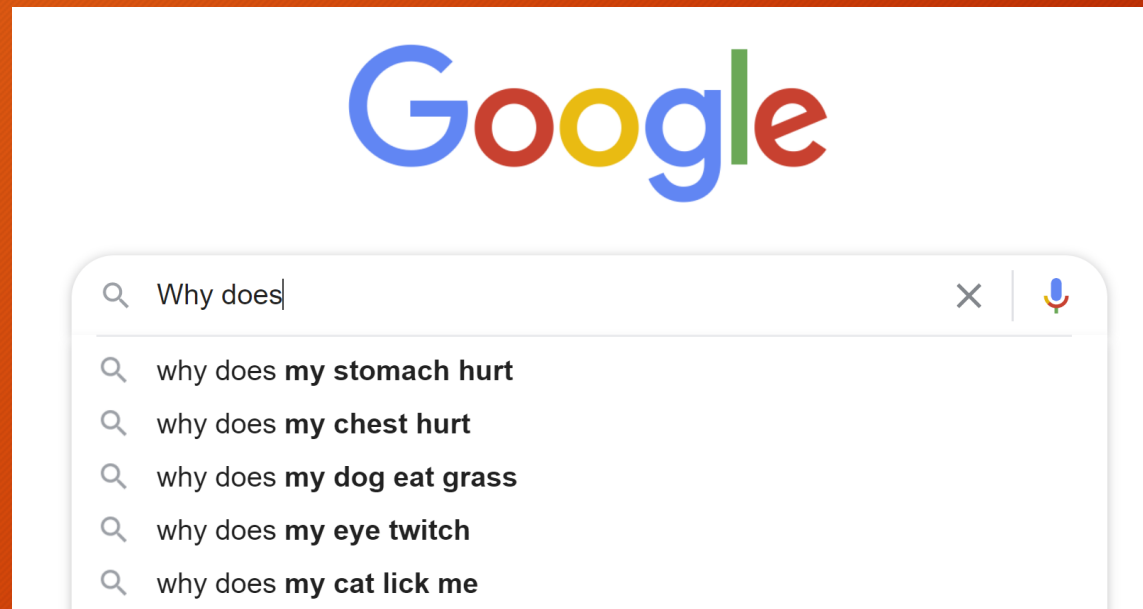 Google
Why does
why does my stomach hurt
why does my chest hurt
why does my dog eat grass
why does my eye twitch
why does my cat lick me